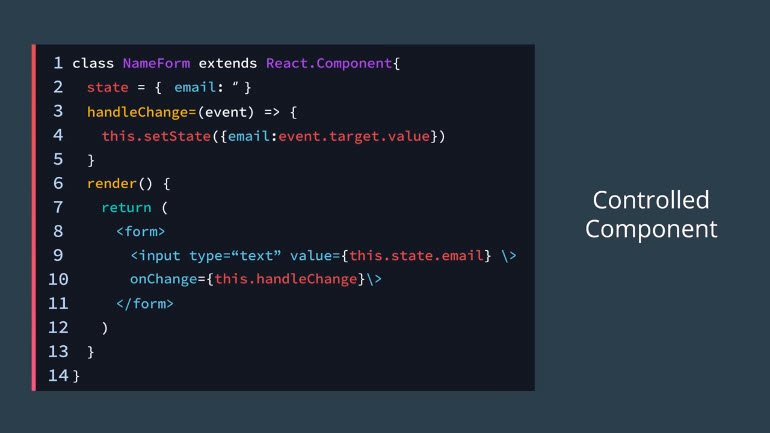 1 class NameForm extends React.Component{
2 state = { email: “ }
3 handleChange=(event) => {
4 this.setState({email:event.target.value})
5 }
6 render() {
7 return (
8 <form>
9 <input type=“text” value={this.state.email} \>
10 onChange={this.handleChange}\>
11 </form>
12 )
13 }
14 }
Controlled
Component